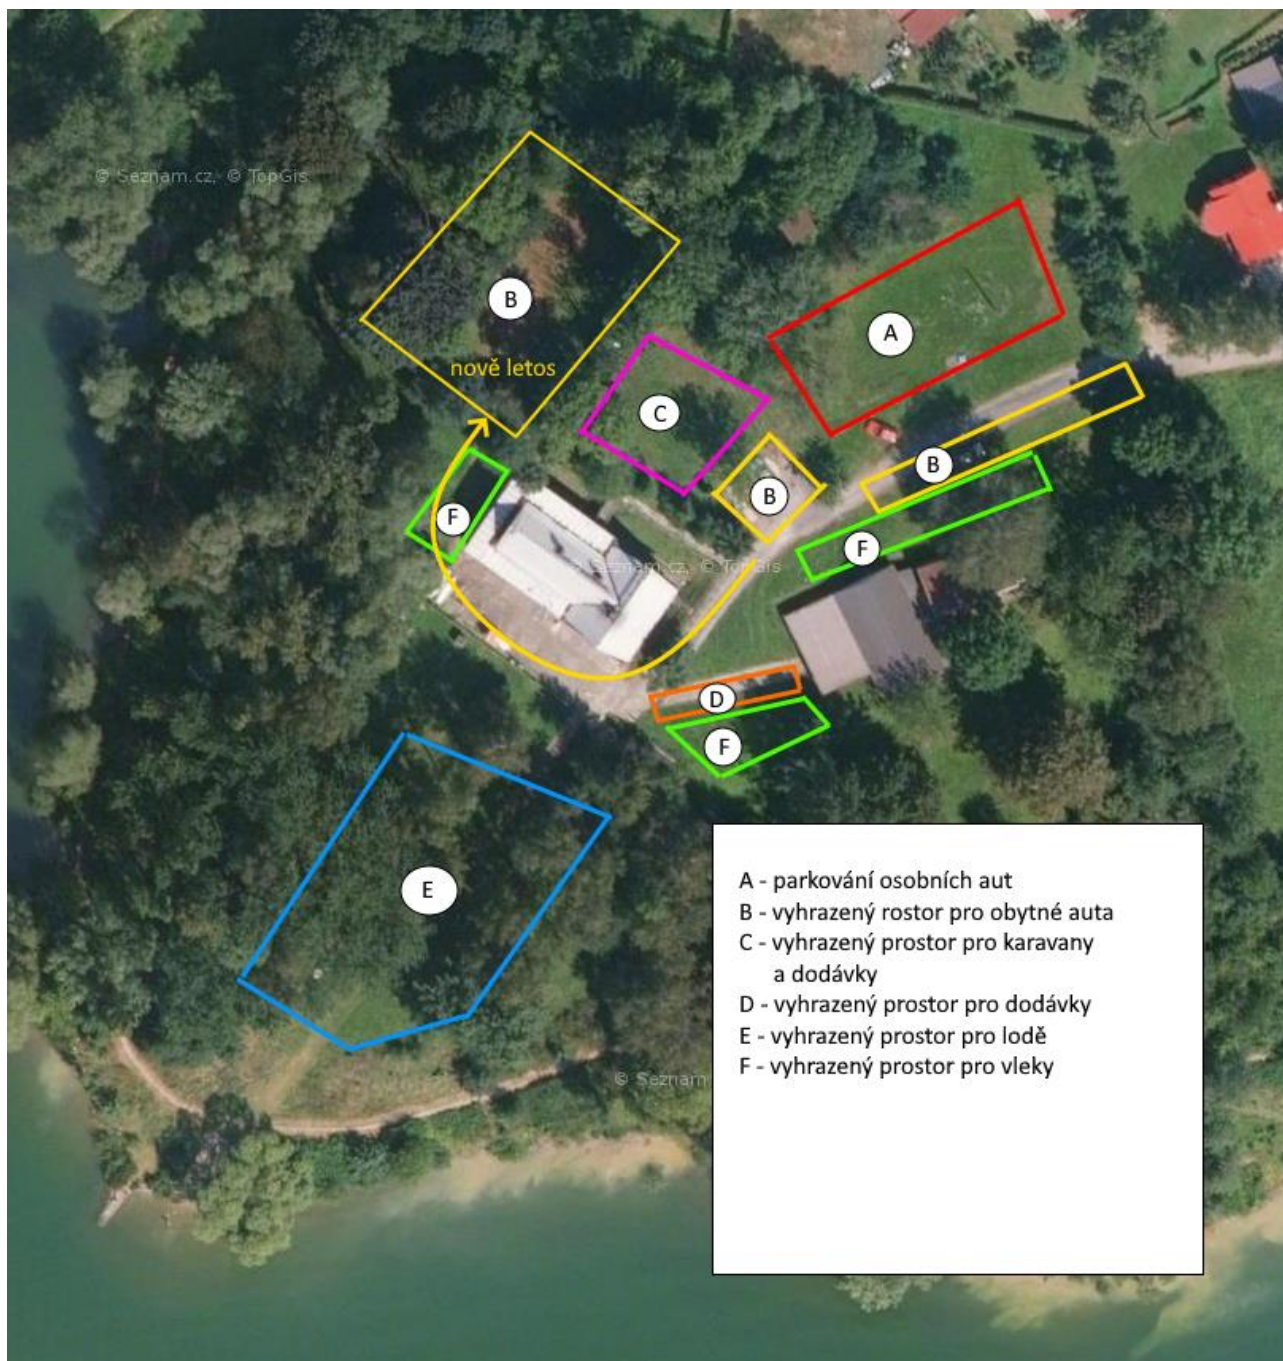 © Seznam.cz, © TopGis
B
A
nově letos
C
B
B
F
F
© Seznam.cz, © TopGis
D
F
E
A - parkování osobních aut
B - vyhrazený rostor pro obytné auta
C - vyhrazený prostor pro karavany
a dodávky
D - vyhrazený prostor pro dodávky
E - vyhrazený prostor pro lodě
F - vyhrazený prostor pro vleky
© Seznam